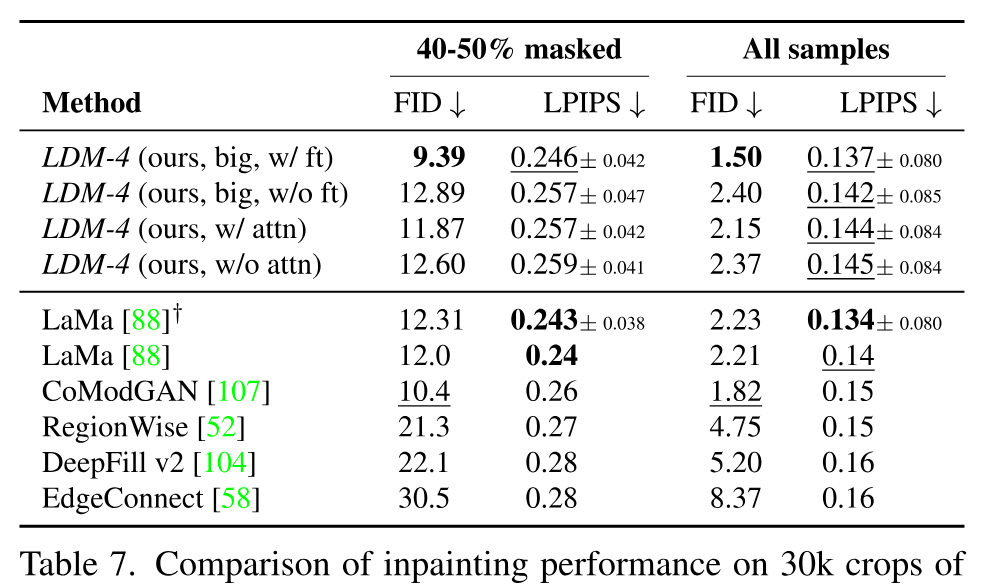 40-50% masked All samples
Method FID ↓ LPIPS ↓ FID ↓ LPIPS ↓
LDM-4 (ours, big, w/ ft) 9.39 0.246± 0.042 1.50 0.137± 0.080
LDM-4 (ours, big, w/o ft) 12.89 0.257± 0.047 2.40 0.142± 0.085
LDM-4 (ours, w/ attn) 11.87 0.257± 0.042 2.15 0.144± 0.084
LDM-4 (ours, w/o attn) 12.60 0.259± 0.041 2.37 0.145± 0.084
LaMa [88]† 12.31 0.243± 0.038 2.23 0.134± 0.080
LaMa [88] 12.0 0.24 2.21 0.14
CoModGAN [107] 10.4 0.26 1.82 0.15
RegionWise [52] 21.3 0.27 4.75 0.15
DeepFill v2 [104] 22.1 0.28 5.20 0.16
EdgeConnect [58] 30.5 0.28 8.37 0.16
Table 7. Comparison of inpainting performance on 30k crops of